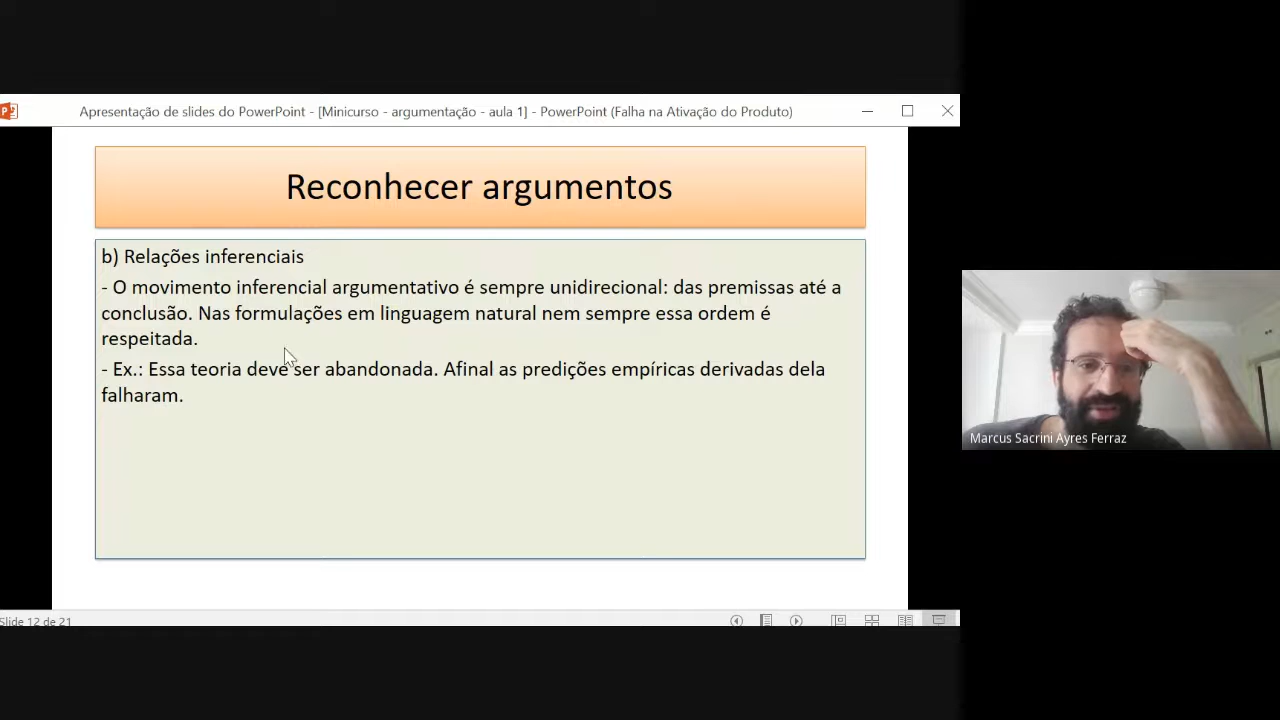 Apresentação de slides do PowerPoint - [Minicurso - argumentação - aula 1] - PowerPoint (Falha na Ativação do Produto)
Reconhecer argumentos
b) Relações inferenciais
- O movimento inferencial argumentativo é sempre unidirecional: das premissas até a
conclusão. Nas formulações em linguagem natural nem sempre essa ordem é
respeitada.
- Ex.: Essa teoria deve ser abandonada. Afinal as predições empíricas derivadas dela
falharam.
Marcus Sacrini Ayres Ferraz
Slide 12 de 21